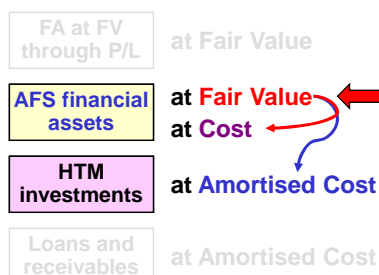 FA at FV
through P/L
at Fair Value
AFS financial
assets
at Fair Value
at Cost
HTM
investments
at Amortised Cost
Loans and
receivables
at Amortised Cost